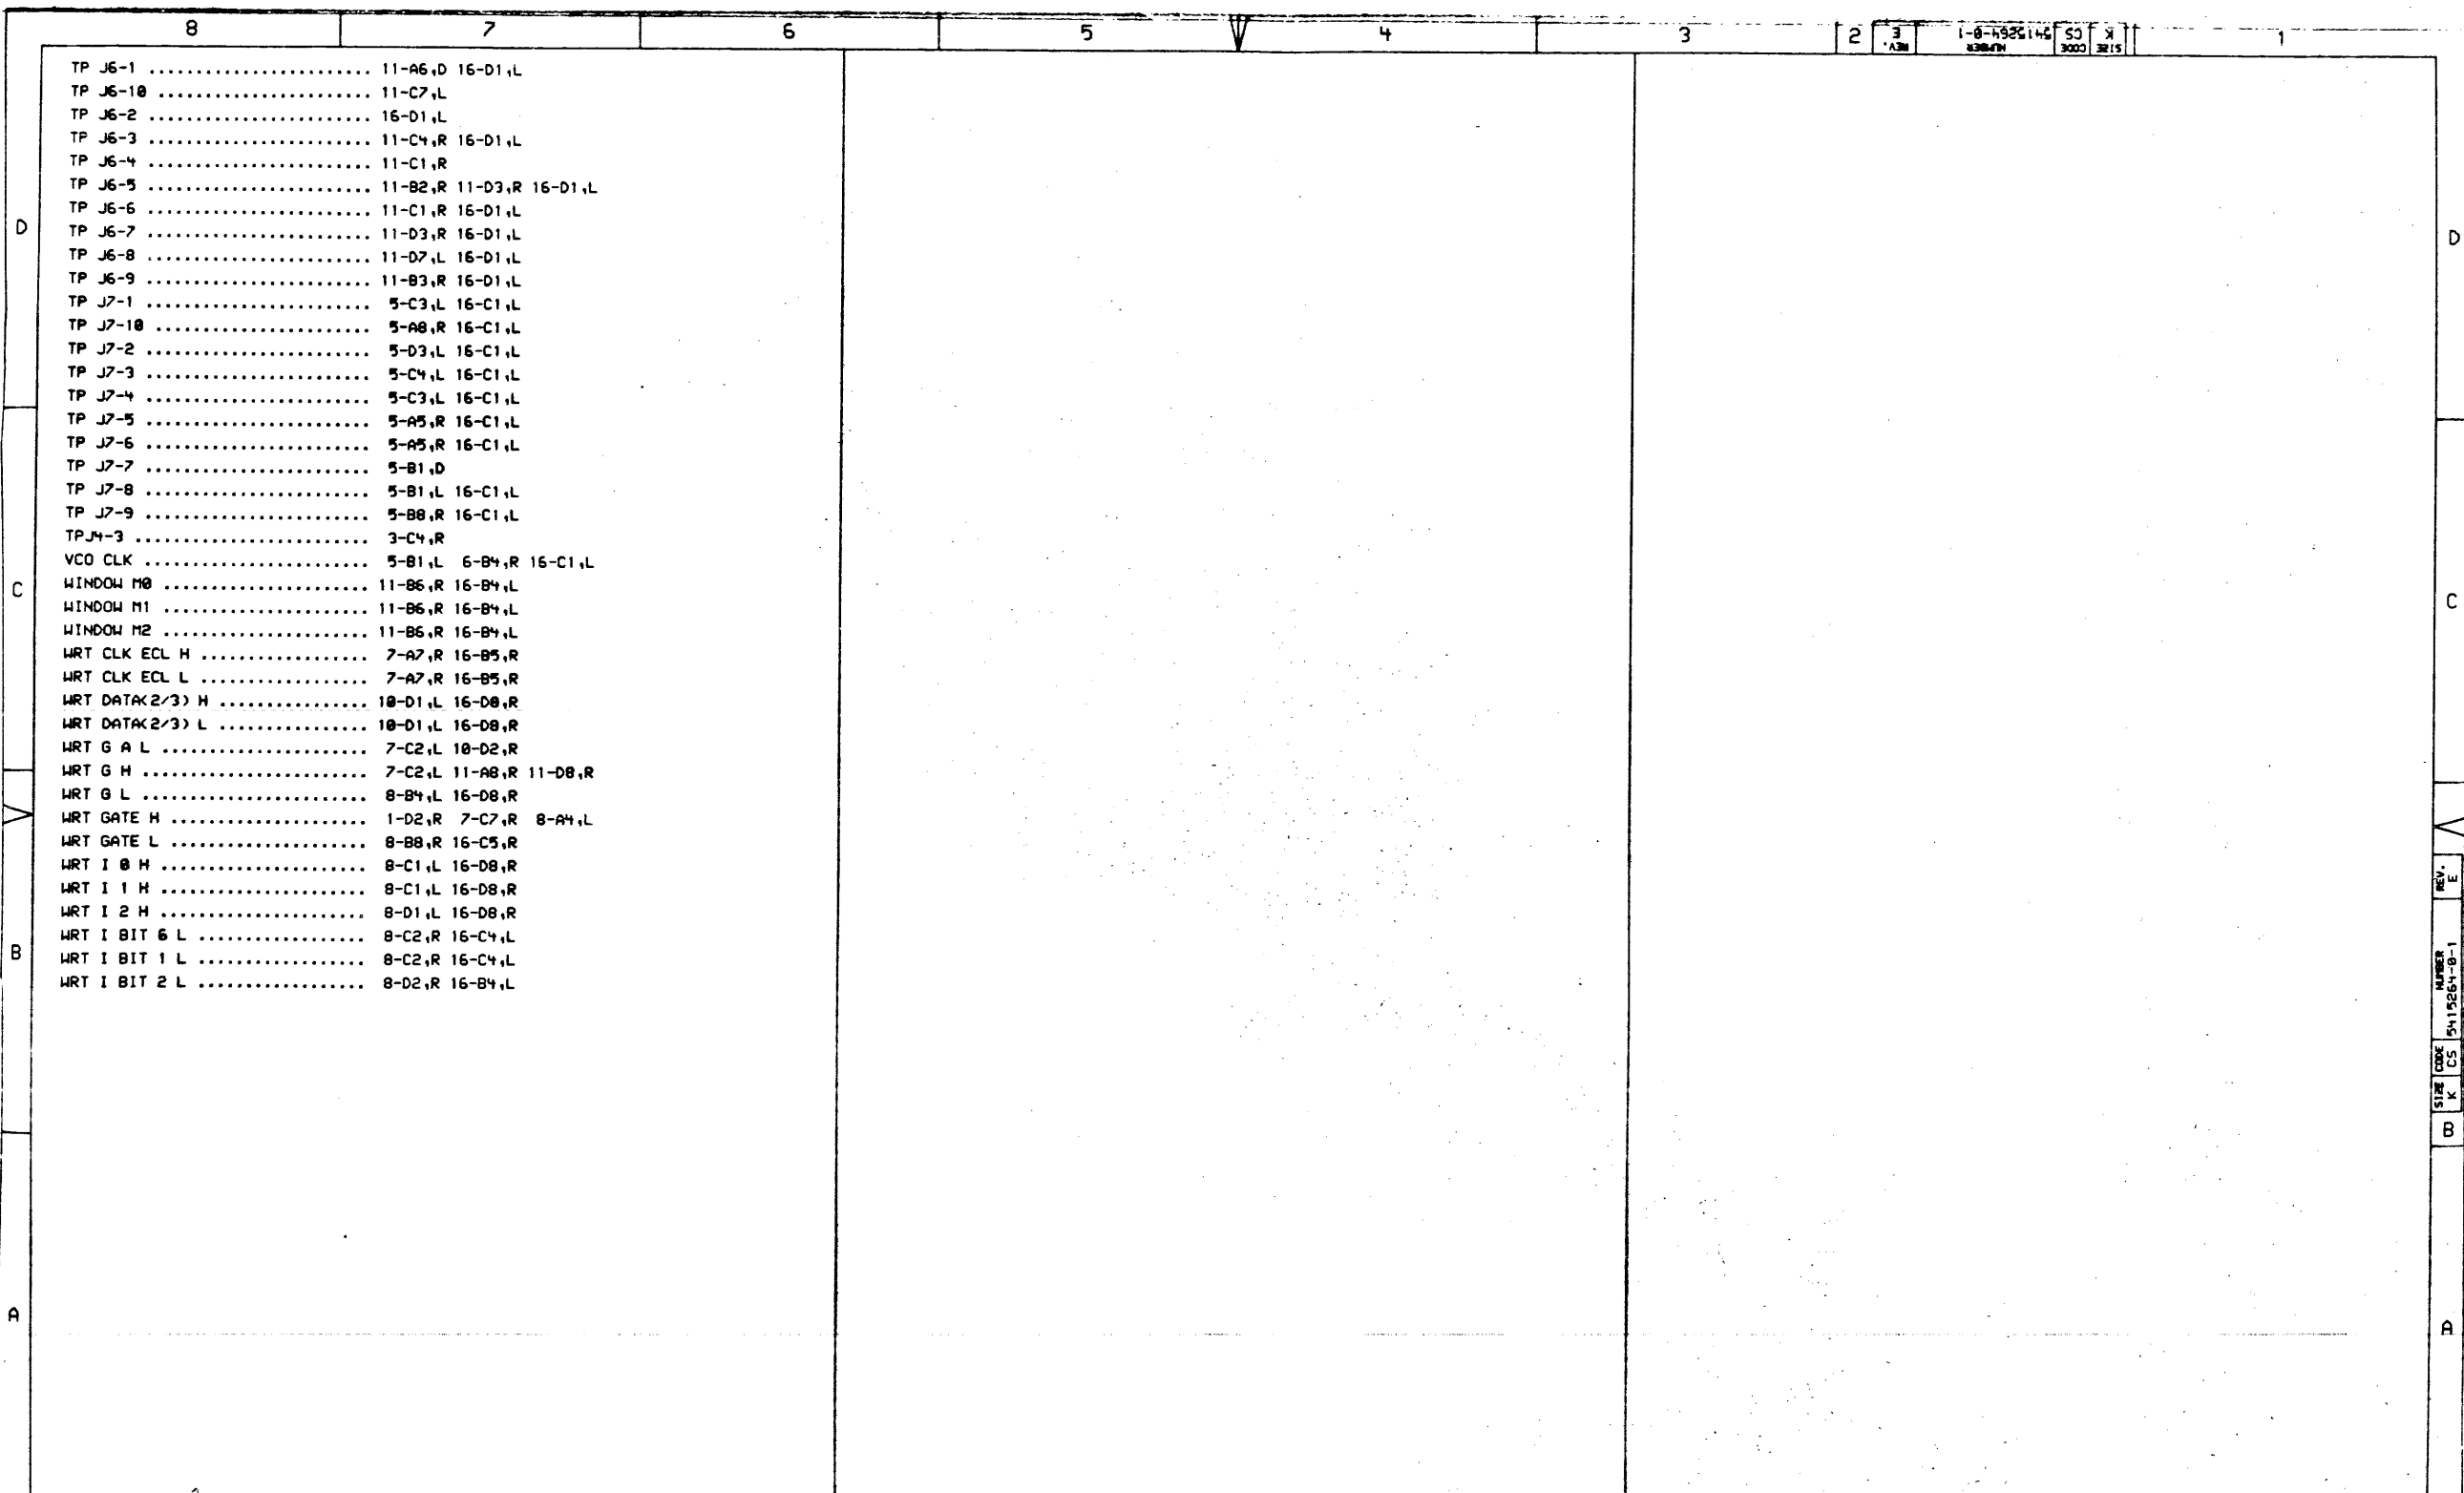 8 7 6 5 4 3 2 1
REV. E NUMBER 5415264-0-1 CODE CS SIZE K
TP J6-1 ........................ 11-A6,D 16-D1,L
TP J6-10 ....................... 11-C7,L
TP J6-2 ........................ 16-D1,L
TP J6-3 ........................ 11-C4,R 16-D1,L
TP J6-4 ........................ 11-C1,R
TP J6-5 ........................ 11-B2,R 11-D3,R 16-D1,L
TP J6-6 ........................ 11-C1,R 16-D1,L
TP J6-7 ........................ 11-D3,R 16-D1,L
TP J6-8 ........................ 11-D7,L 16-D1,L
TP J6-9 ........................ 11-B3,R 16-D1,L
TP J7-1 ........................ 5-C3,L 16-C1,L
TP J7-10 ....................... 5-A8,R 16-C1,L
TP J7-2 ........................ 5-D3,L 16-C1,L
TP J7-3 ........................ 5-C4,L 16-C1,L
TP J7-4 ........................ 5-C3,L 16-C1,L
TP J7-5 ........................ 5-A5,R 16-C1,L
TP J7-6 ........................ 5-A5,R 16-C1,L
TP J7-7 ........................ 5-B1,D
TP J7-8 ........................ 5-B1,L 16-C1,L
TP J7-9 ........................ 5-B8,R 16-C1,L
TPJ4-3 ......................... 3-C4,R
VCO CLK ........................ 5-B1,L 6-B4,R 16-C1,L
WINDOW M0 ...................... 11-B6,R 16-B4,L
WINDOW M1 ...................... 11-B6,R 16-B4,L
WINDOW M2 ...................... 11-B6,R 16-B4,L
WRT CLK ECL H .................. 7-A7,R 16-B5,R
WRT CLK ECL L .................. 7-A7,R 16-B5,R
WRT DATA<2/3> H ................ 10-D1,L 16-D8,R
WRT DATA<2/3> L ................ 10-D1,L 16-D8,R
WRT G A L ...................... 7-C2,L 10-D2,R
WRT G H ........................ 7-C2,L 11-A8,R 11-D8,R
WRT G L ........................ 8-B4,L 16-D8,R
WRT GATE H ..................... 1-D2,R 7-C7,R 8-A4,L
WRT GATE L ..................... 8-B8,R 16-C5,R
WRT I 0 H ...................... 8-C1,L 16-D8,R
WRT I 1 H ...................... 8-C1,L 16-D8,R
WRT I 2 H ...................... 8-D1,L 16-D8,R
WRT I BIT 6 L .................. 8-C2,R 16-C4,L
WRT I BIT 1 L .................. 8-C2,R 16-C4,L
WRT I BIT 2 L .................. 8-D2,R 16-B4,L
D
C
B
A
D
C
SIZE K CODE CS NUMBER 5415264-0-1 REV. E
B
A